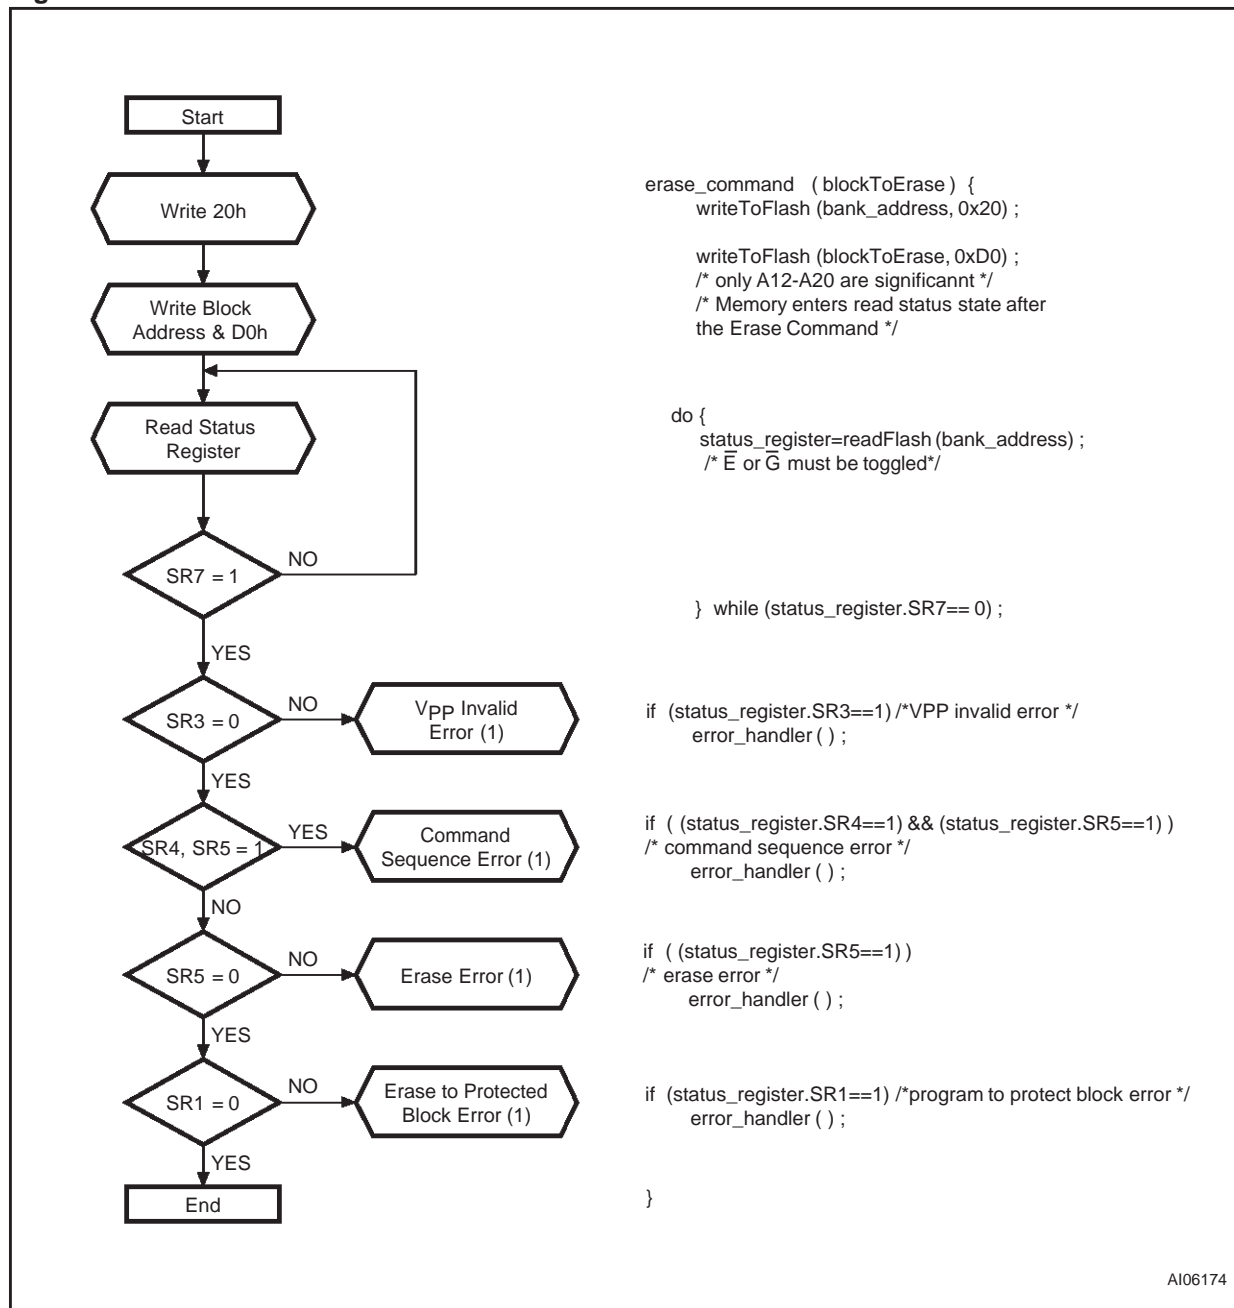 Start
Write 20h
Write Block
Address & D0h
Read Status
Register
SR7 = 1
NO
YES
SR3 = 0
NO
VPP Invalid
Error (1)
YES
SR4, SR5 = 1
YES
Command
Sequence Error (1)
NO
SR5 = 0
NO
Erase Error (1)
YES
SR1 = 0
NO
Erase to Protected
Block Error (1)
YES
End
erase_command ( blockToErase ) {
writeToFlash (bank_address, 0x20) ;
writeToFlash (blockToErase, 0xD0) ;
/* only A12-A20 are significannt */
/* Memory enters read status state after
the Erase Command */
do {
status_register=readFlash (bank_address) ;
/* E̅ or G̅ must be toggled*/
} while (status_register.SR7== 0) ;
if (status_register.SR3==1) /*VPP invalid error */
error_handler ( ) ;
if ( (status_register.SR4==1) && (status_register.SR5==1) )
/* command sequence error */
error_handler ( ) ;
if ( (status_register.SR5==1) )
/* erase error */
error_handler ( ) ;
if (status_register.SR1==1) /*program to protect block error */
error_handler ( ) ;
}
AI06174